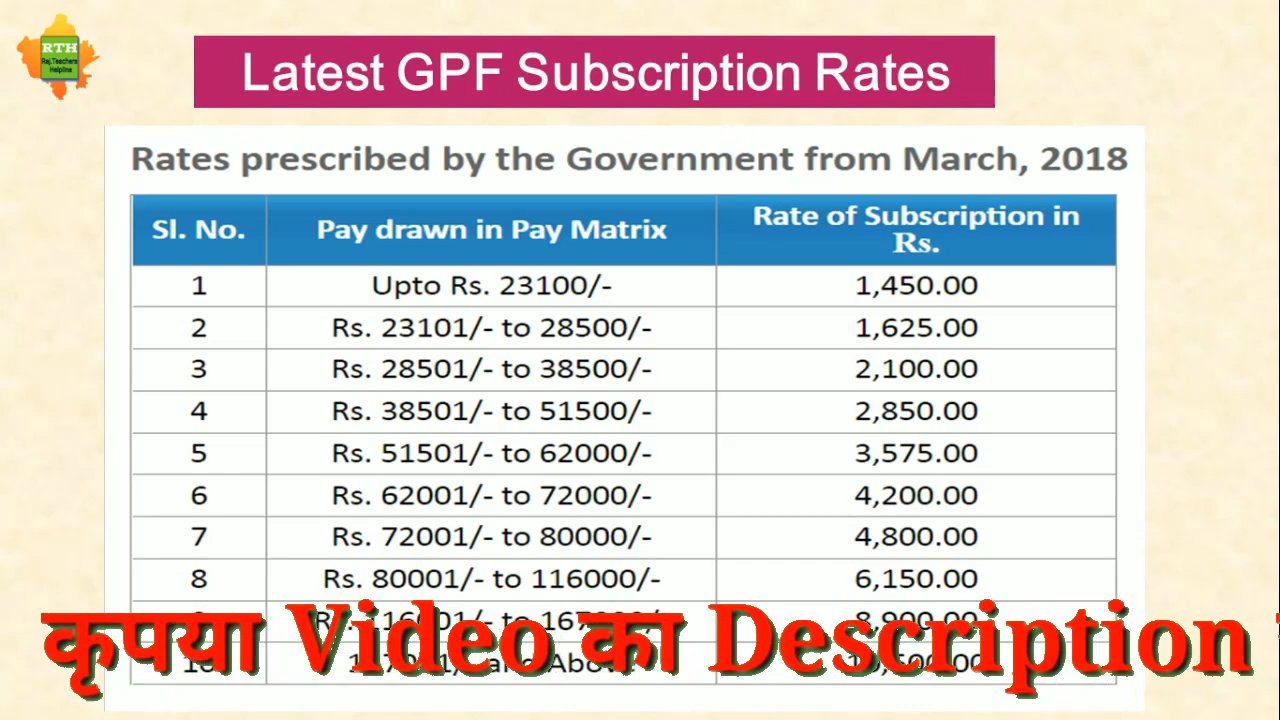 RTH
Raj.Teachers
Helpline
Latest GPF Subscription Rates
Rates prescribed by the Government from March, 2018
Sl. No. Pay drawn in Pay Matrix Rate of Subscription in Rs.
1 Upto Rs. 23100/- 1,450.00
2 Rs. 23101/- to 28500/- 1,625.00
3 Rs. 28501/- to 38500/- 2,100.00
4 Rs. 38501/- to 51500/- 2,850.00
5 Rs. 51501/- to 62000/- 3,575.00
6 Rs. 62001/- to 72000/- 4,200.00
7 Rs. 72001/- to 80000/- 4,800.00
8 Rs. 80001/- to 116000/- 6,150.00
8,900.00
कृपया Video का Description